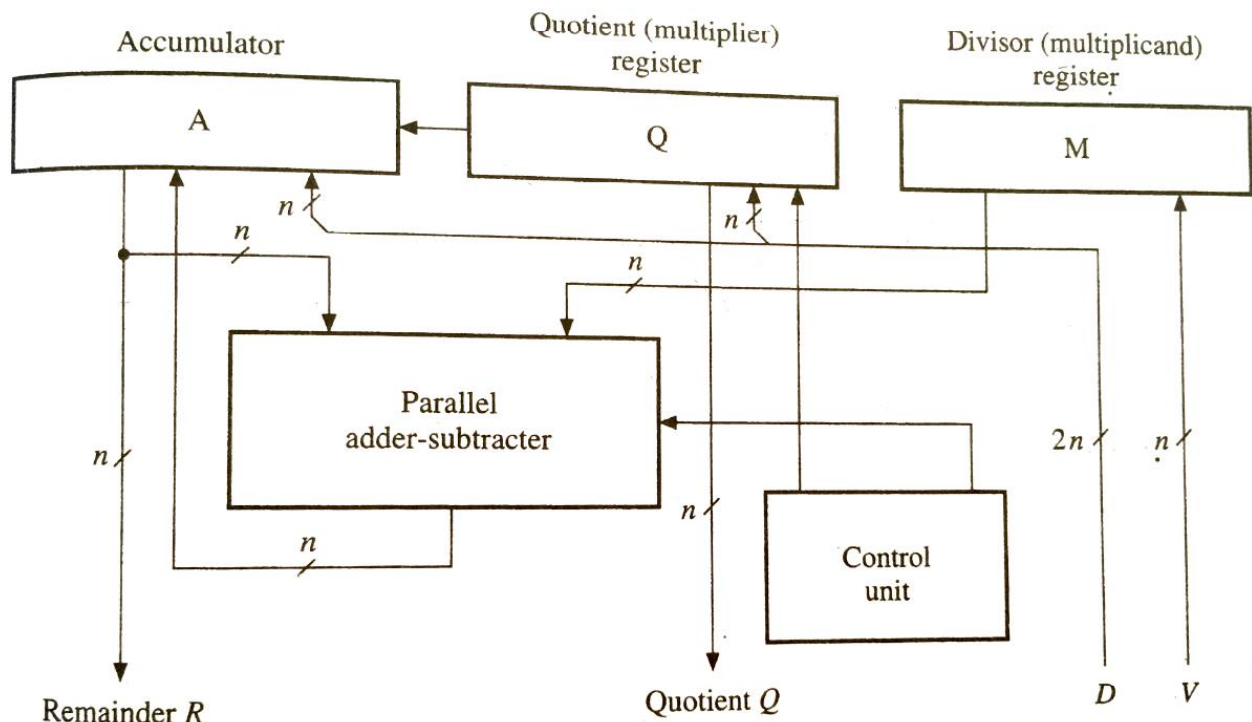 Accumulator
Quotient (multiplier)
register
Divisor (multiplicand)
register
A
Q
M
n
n
n
n
Parallel
adder-subtracter
n
n
n
2n
n
Control
unit
Remainder R
Quotient Q
D
V